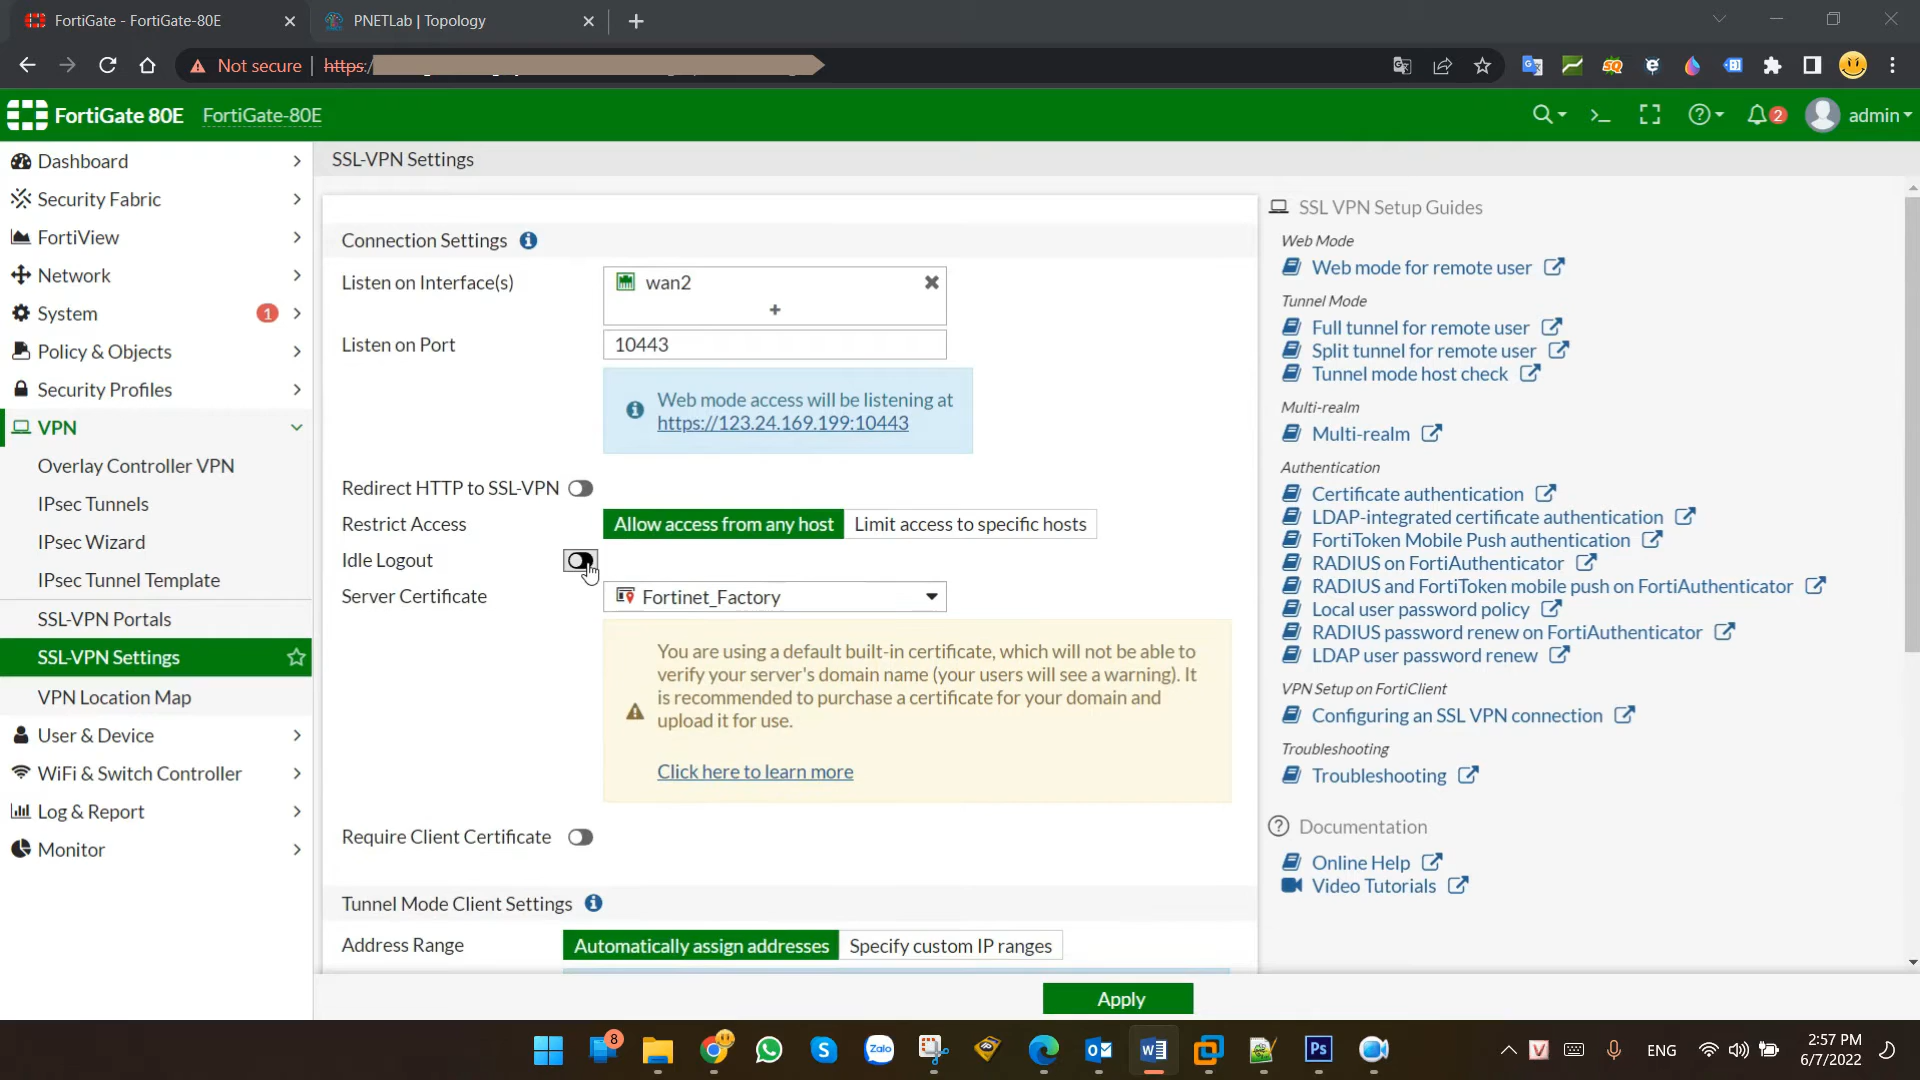 FortiGate - FortiGate-80E
PNETLab | Topology
Not secure | https:/
FortiGate 80E FortiGate-80E
2 admin
Dashboard
Security Fabric
FortiView
Network
System 1
Policy & Objects
Security Profiles
VPN
Overlay Controller VPN
IPsec Tunnels
IPsec Wizard
IPsec Tunnel Template
SSL-VPN Portals
SSL-VPN Settings
VPN Location Map
User & Device
WiFi & Switch Controller
Log & Report
Monitor
SSL-VPN Settings
Connection Settings
Listen on Interface(s) wan2
Listen on Port 10443
Web mode access will be listening at
https://123.24.169.199:10443
Redirect HTTP to SSL-VPN
Restrict Access Allow access from any host Limit access to specific hosts
Idle Logout
Server Certificate Fortinet_Factory
You are using a default built-in certificate, which will not be able to
verify your server's domain name (your users will see a warning). It
is recommended to purchase a certificate for your domain and
upload it for use.
Click here to learn more
Require Client Certificate
Tunnel Mode Client Settings
Address Range Automatically assign addresses Specify custom IP ranges
Apply
SSL VPN Setup Guides
Web Mode
Web mode for remote user
Tunnel Mode
Full tunnel for remote user
Split tunnel for remote user
Tunnel mode host check
Multi-realm
Multi-realm
Authentication
Certificate authentication
LDAP-integrated certificate authentication
FortiToken Mobile Push authentication
RADIUS on FortiAuthenticator
RADIUS and FortiToken mobile push on FortiAuthenticator
Local user password policy
RADIUS password renew on FortiAuthenticator
LDAP user password renew
VPN Setup on FortiClient
Configuring an SSL VPN connection
Troubleshooting
Troubleshooting
Documentation
Online Help
Video Tutorials
8
Zalo
Ps
V
ENG
2:57 PM
6/7/2022